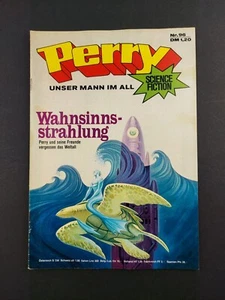 Perry
Nr. 95
DM 1,20
SCIENCE
FICTION
UNSER MANN IM ALL
Wahnsinns-
strahlung
Perry und seine Freunde
vergessen das Weltall